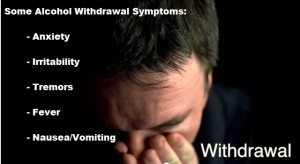 Some Alcohol Withdrawal Symptoms:
- Anxiety
- Irritability
- Tremors
- Fever
- Nausea/Vomiting
Withdrawal